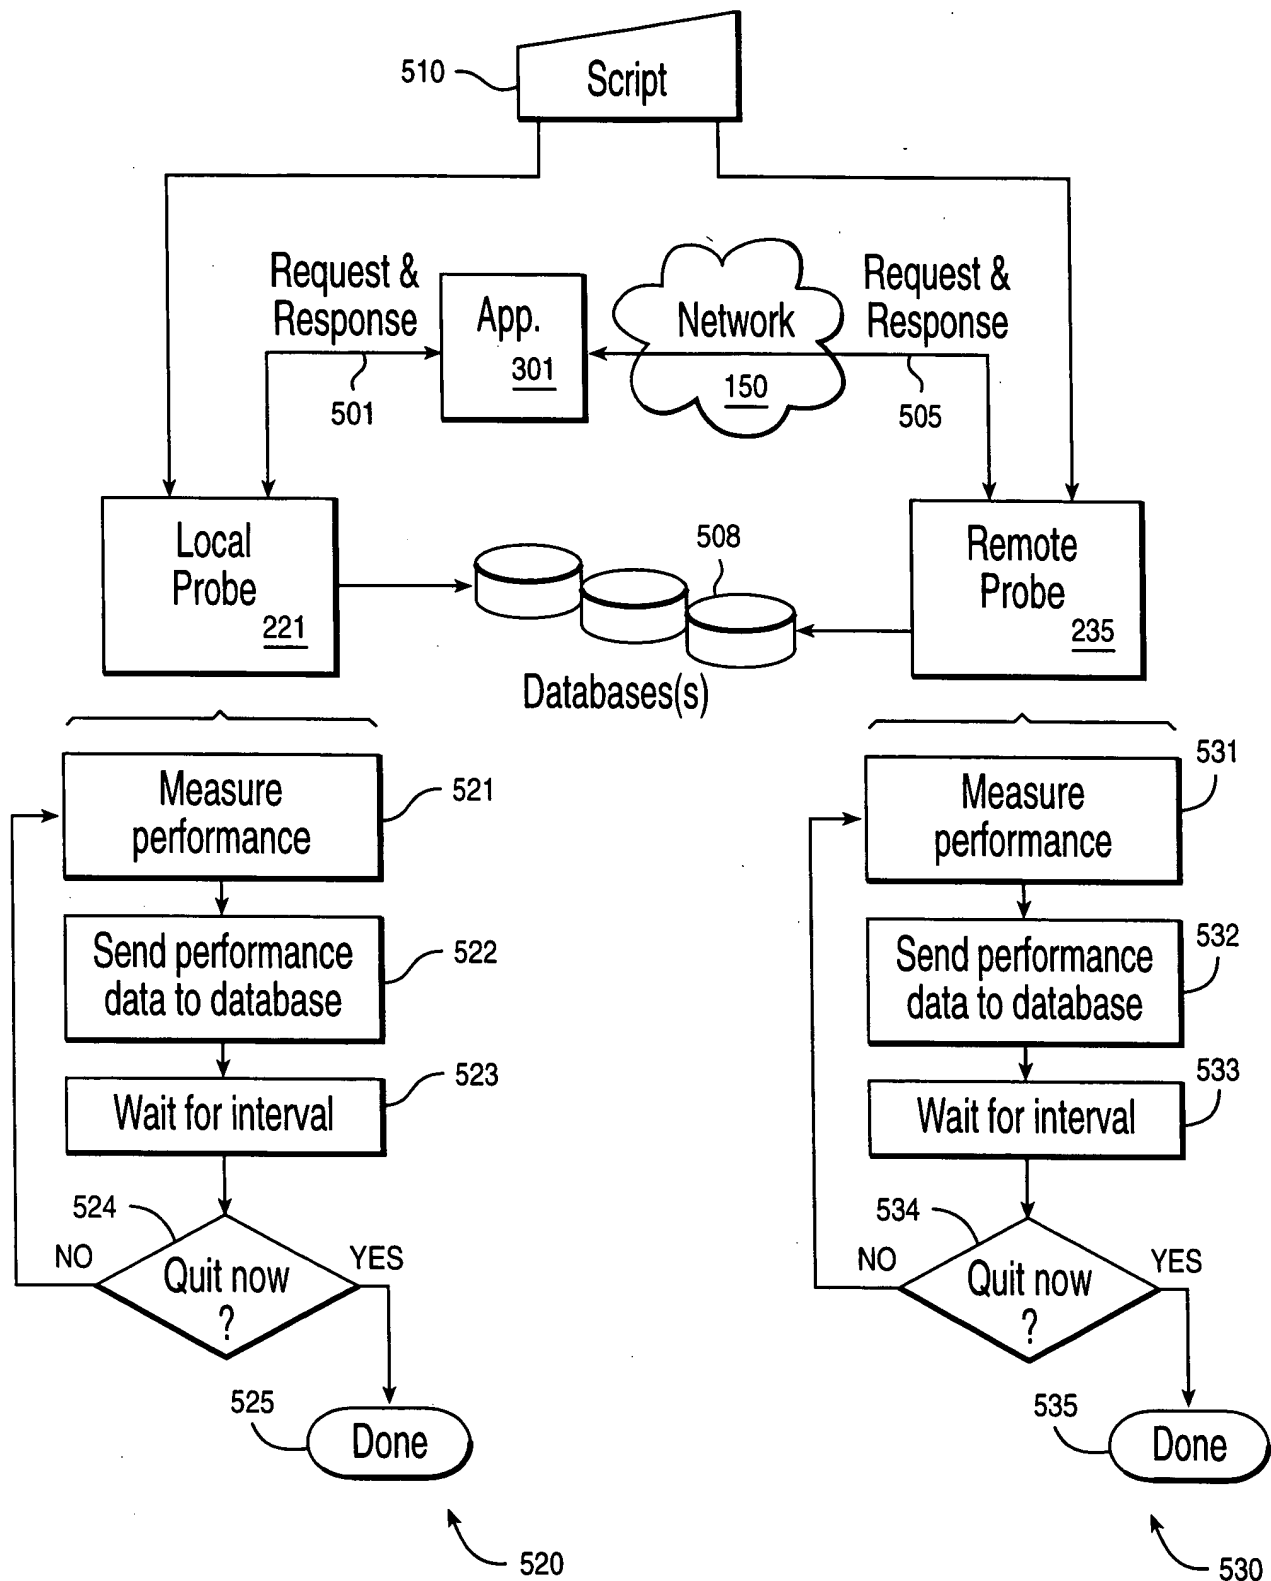 510
Script
Request &
Response
501
App.
301
Network
150
Request &
Response
505
Local
Probe
221
508
Databases(s)
Remote
Probe
235
Measure
performance
521
Send performance
data to database
522
Wait for interval
523
524
NO
YES
Quit now
?
525
Done
520
Measure
performance
531
Send performance
data to database
532
Wait for interval
533
534
NO
YES
Quit now
?
535
Done
530